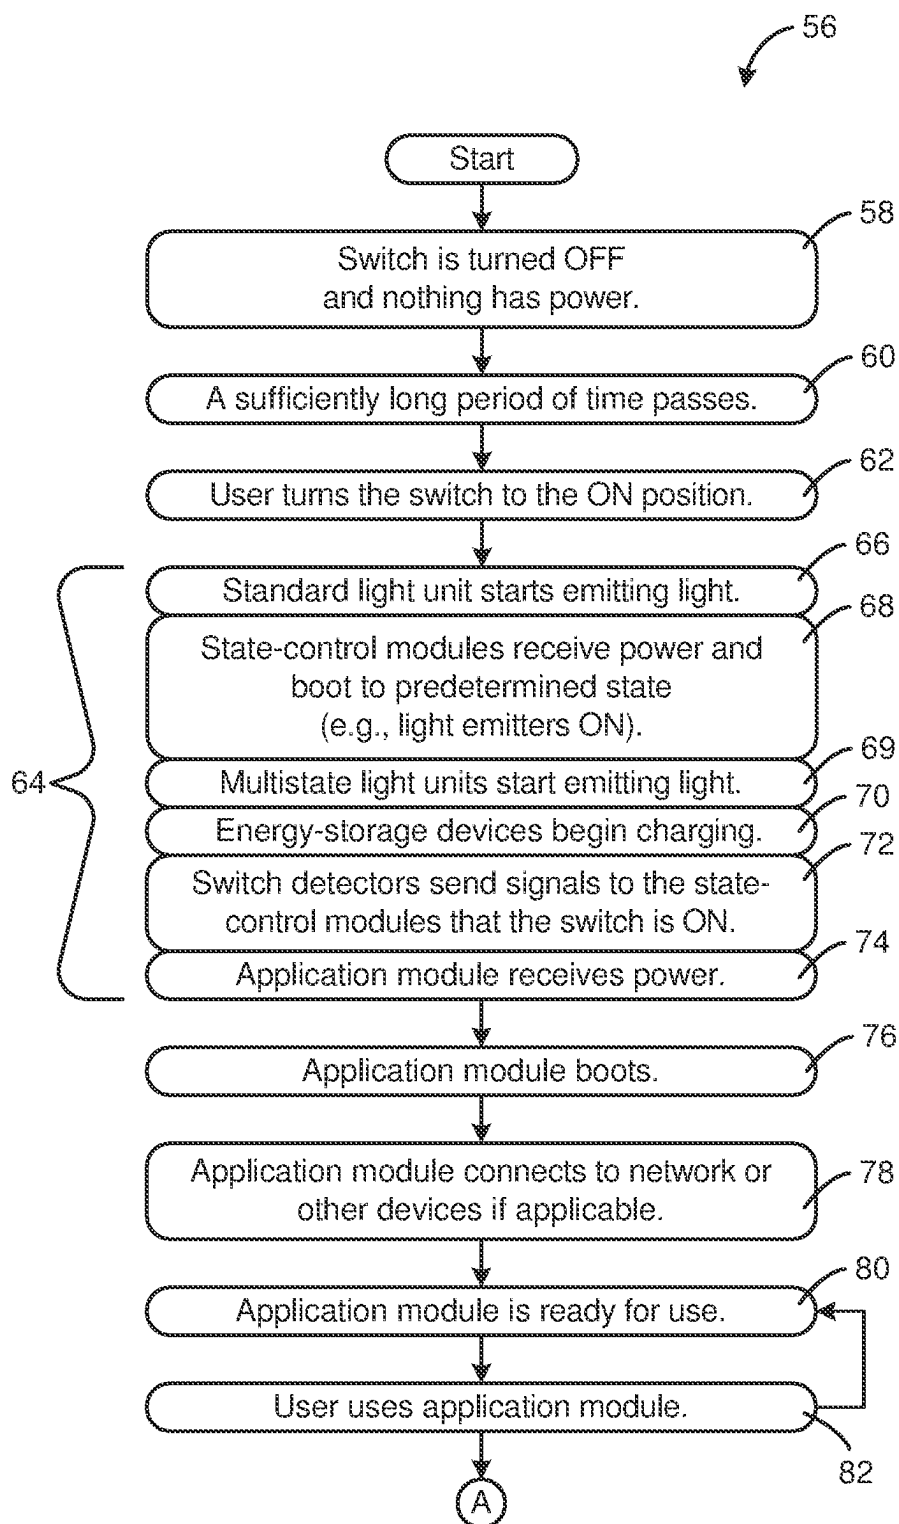 56
Start
58
Switch is turned OFF
and nothing has power.
60
A sufficiently long period of time passes.
62
User turns the switch to the ON position.
66
Standard light unit starts emitting light.
68
State-control modules receive power and
boot to predetermined state
(e.g., light emitters ON).
69
64
Multistate light units start emitting light.
70
Energy-storage devices begin charging.
72
Switch detectors send signals to the state-
control modules that the switch is ON.
74
Application module receives power.
76
Application module boots.
78
Application module connects to network or
other devices if applicable.
80
Application module is ready for use.
User uses application module.
82
A